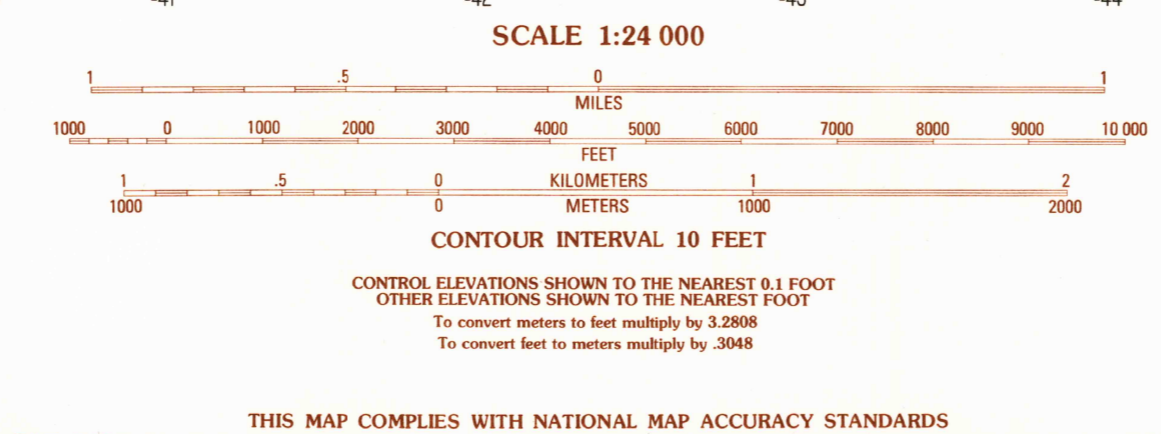 SCALE 1:24 000
1 .5 0 1
MILES
1000 0 1000 2000 3000 4000 5000 6000 7000 8000 9000 10 000
FEET
1 .5 0 KILOMETERS 1 2
1000 0 METERS 1000 2000
CONTOUR INTERVAL 10 FEET
CONTROL ELEVATIONS SHOWN TO THE NEAREST 0.1 FOOT
OTHER ELEVATIONS SHOWN TO THE NEAREST FOOT
To convert meters to feet multiply by 3.2808
To convert feet to meters multiply by .3048
THIS MAP COMPLIES WITH NATIONAL MAP ACCURACY STANDARDS